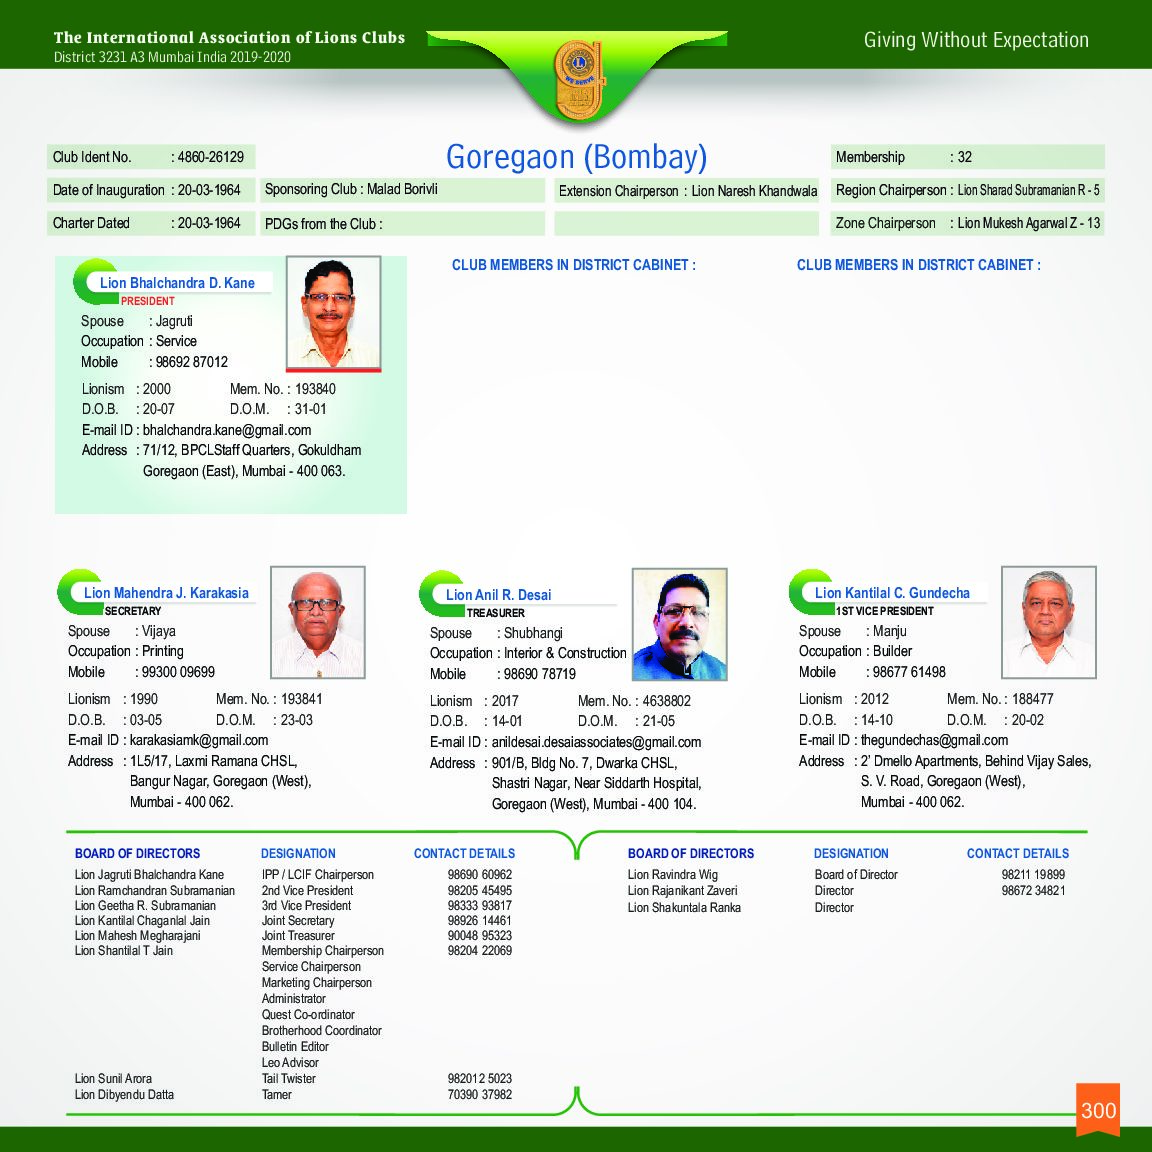 The International Association of Lions Clubs
District 3231 A3 Mumbai India 2019-2020
Giving Without Expectation
WE SERVE
Goregaon (Bombay)
Club Ident No. : 4860-26129
Membership : 32
Date of Inauguration : 20-03-1964
Sponsoring Club : Malad Borivli
Extension Chairperson : Lion Naresh Khandwala
Region Chairperson : Lion Sharad Subramanian R - 5
Charter Dated : 20-03-1964
PDGs from the Club :
Zone Chairperson : Lion Mukesh Agarwal Z - 13
CLUB MEMBERS IN DISTRICT CABINET :
CLUB MEMBERS IN DISTRICT CABINET :
Lion Bhalchandra D. Kane
PRESIDENT
Spouse : Jagruti
Occupation : Service
Mobile : 98692 87012
Lionism : 2000 Mem. No. : 193840
D.O.B. : 20-07 D.O.M. : 31-01
E-mail ID : bhalchandra.kane@gmail.com
Address : 71/12, BPCLStaff Quarters, Gokuldham
Goregaon (East), Mumbai - 400 063.
Lion Mahendra J. Karakasia
SECRETARY
Spouse : Vijaya
Occupation : Printing
Mobile : 99300 09699
Lionism : 1990 Mem. No. : 193841
D.O.B. : 03-05 D.O.M. : 23-03
E-mail ID : karakasiamk@gmail.com
Address : 1L5/17, Laxmi Ramana CHSL,
Bangur Nagar, Goregaon (West),
Mumbai - 400 062.
Lion Anil R. Desai
TREASURER
Spouse : Shubhangi
Occupation : Interior & Construction
Mobile : 98690 78719
Lionism : 2017 Mem. No. : 4638802
D.O.B. : 14-01 D.O.M. : 21-05
E-mail ID : anildesai.desaiassociates@gmail.com
Address : 901/B, Bldg No. 7, Dwarka CHSL,
Shastri Nagar, Near Siddarth Hospital,
Goregaon (West), Mumbai - 400 104.
Lion Kantilal C. Gundecha
1ST VICE PRESIDENT
Spouse : Manju
Occupation : Builder
Mobile : 98677 61498
Lionism : 2012 Mem. No. : 188477
D.O.B. : 14-10 D.O.M. : 20-02
E-mail ID : thegundechas@gmail.com
Address : 2’ Dmello Apartments, Behind Vijay Sales,
S. V. Road, Goregaon (West),
Mumbai - 400 062.
BOARD OF DIRECTORS DESIGNATION CONTACT DETAILS
Lion Jagruti Bhalchandra Kane IPP / LCIF Chairperson 98690 60962
Lion Ramchandran Subramanian 2nd Vice President 98205 45495
Lion Geetha R. Subramanian 3rd Vice President 98333 93817
Lion Kantilal Chaganlal Jain Joint Secretary 98926 14461
Lion Mahesh Megharajani Joint Treasurer 90048 95323
Lion Shantilal T Jain Membership Chairperson 98204 22069
Service Chairperson
Marketing Chairperson
Administrator
Quest Co-ordinator
Brotherhood Coordinator
Bulletin Editor
Leo Advisor
Lion Sunil Arora Tail Twister 982012 5023
Lion Dibyendu Datta Tamer 70390 37982
BOARD OF DIRECTORS DESIGNATION CONTACT DETAILS
Lion Ravindra Wig Board of Director 98211 19899
Lion Rajanikant Zaveri Director 98672 34821
Lion Shakuntala Ranka Director
300